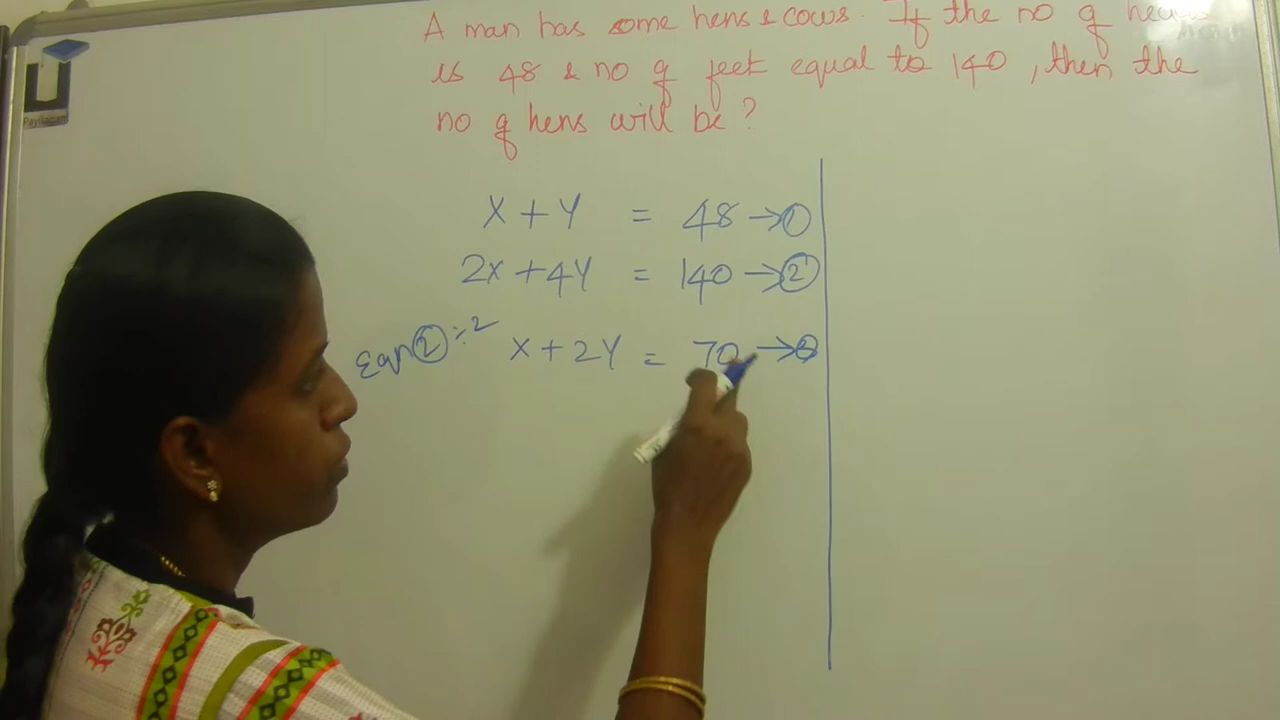 A man has some hens & cows. If the no of heads
is 48 & no of feet equal to 140, then the
no of hens will be?
Payilagam
X + Y = 48 → ①
2x + 4Y = 140 → ②
Eqn ② ÷ 2 X + 2Y = 70 →